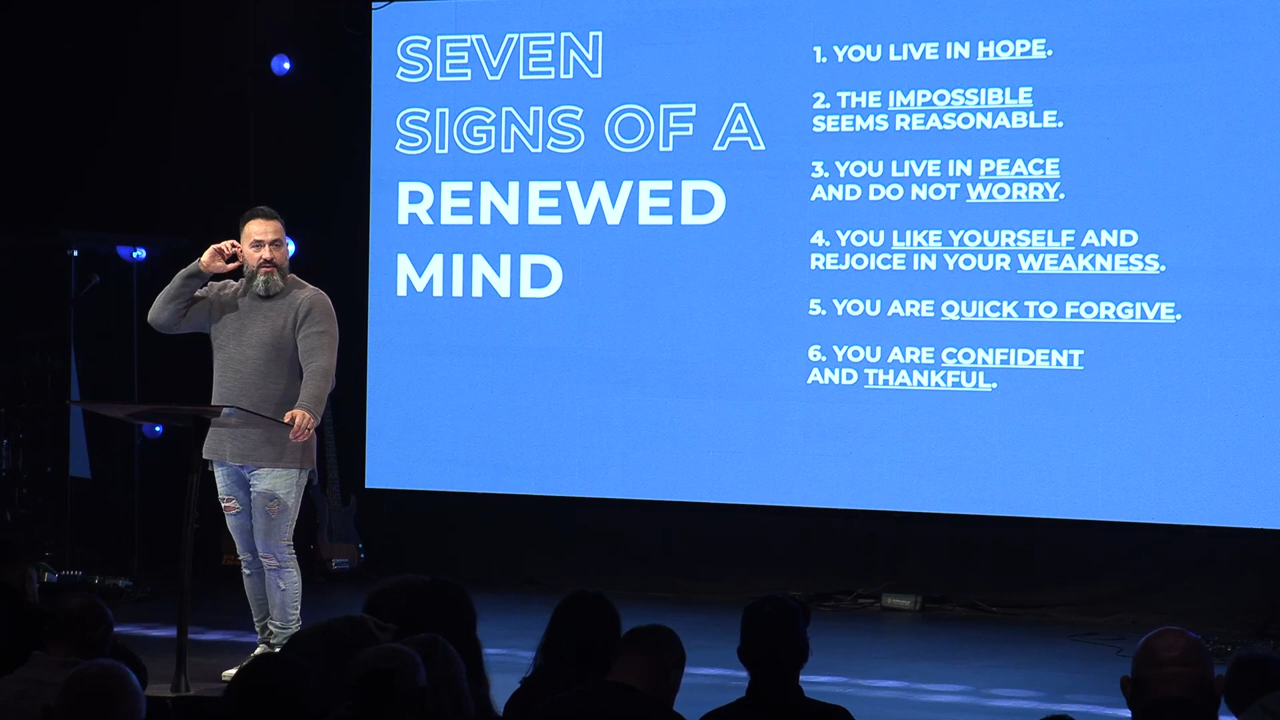 SEVEN
SIGNS OF A
RENEWED
MIND
1. YOU LIVE IN HOPE.
2. THE IMPOSSIBLE
SEEMS REASONABLE.
3. YOU LIVE IN PEACE
AND DO NOT WORRY.
4. YOU LIKE YOURSELF AND
REJOICE IN YOUR WEAKNESS.
5. YOU ARE QUICK TO FORGIVE.
6. YOU ARE CONFIDENT
AND THANKFUL.